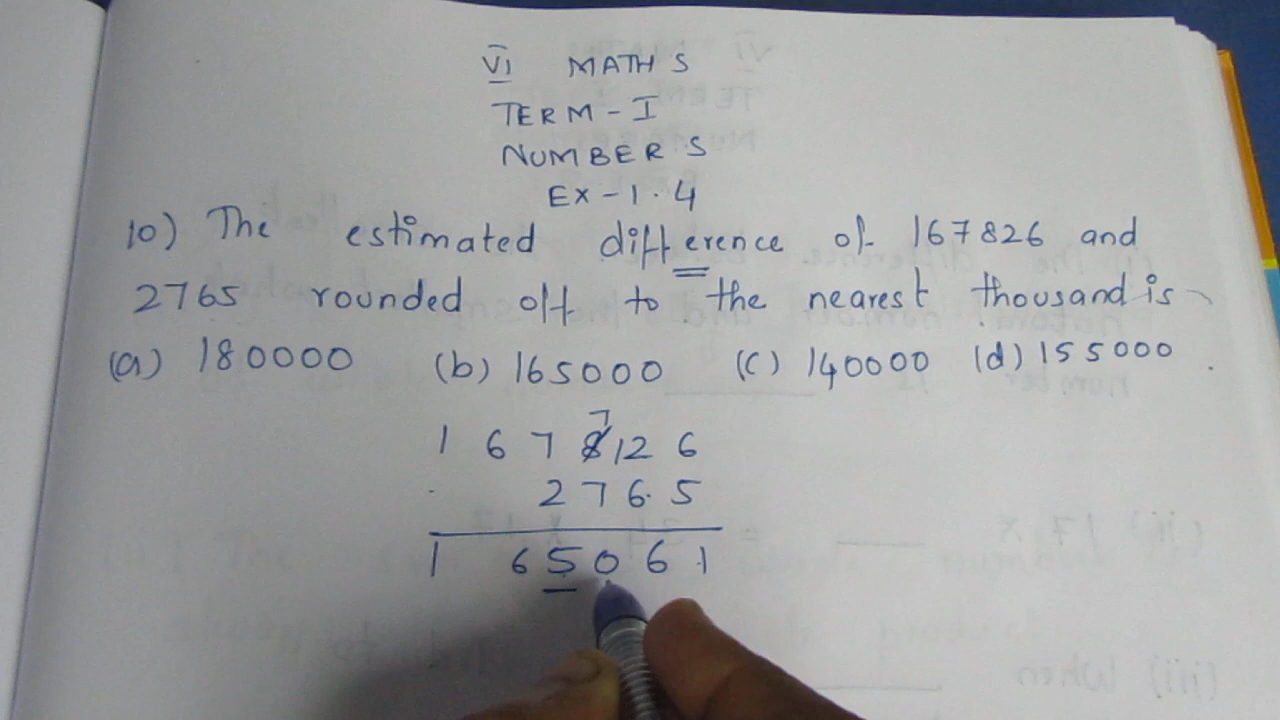 VI MATHS
TERM - I
NUMBERS
EX - 1.4
10) The estimated difference of 167826 and
2765 rounded off to the nearest thousand is
(a) 180000 (b) 165000 (c) 140000 (d) 155000
7
1 6 7 8 12 6
2 7 6 5
1 6 5 0 6 1